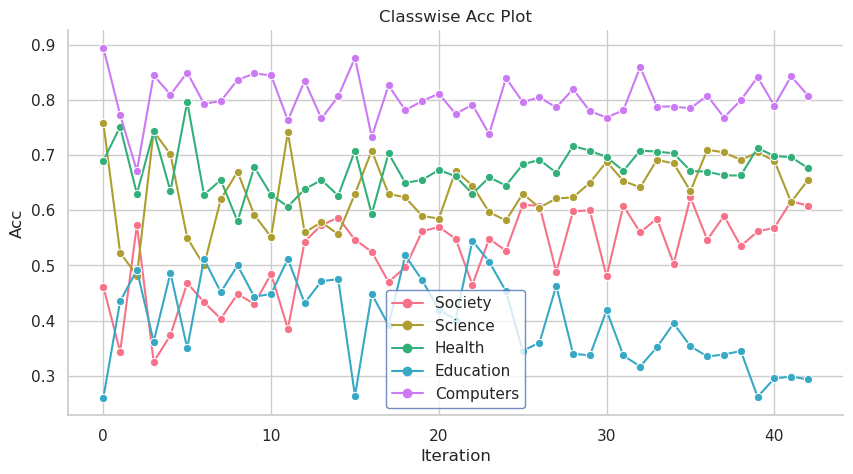 Classwise Acc Plot
0.9
0.8
0.7
0.6
0.5
0.4
0.3
Acc
Society
Science
Health
Education
Computers
0 10 20 30 40
Iteration